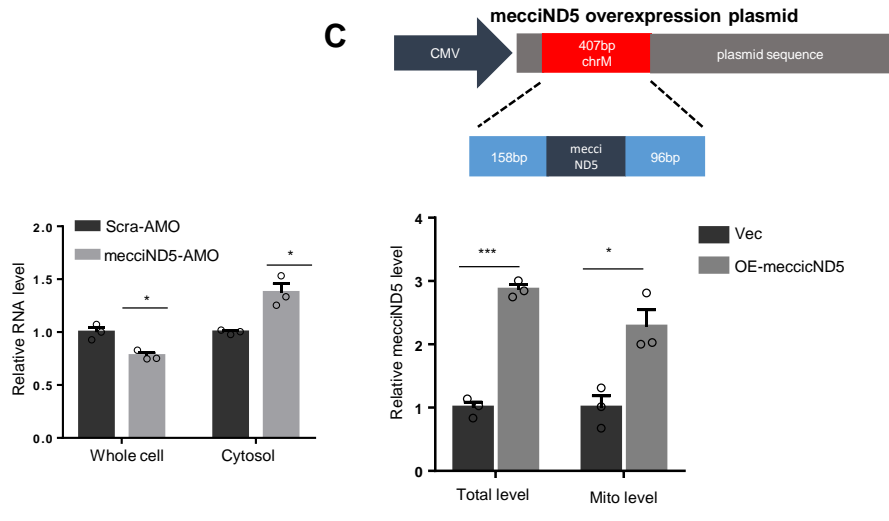 C
mecciND5 overexpression plasmid
CMV
407bp
chrM
plasmid sequence
158bp
mecci
ND5
96bp
Relative RNA level
2.0
1.5
1.0
0.5
0.0
Scra-AMO
mecciND5-AMO
*
*
Whole cell
Cytosol
Relative mecciND5 level
4
3
2
1
0
***
*
Vec
OE-meccicND5
Total level
Mito level